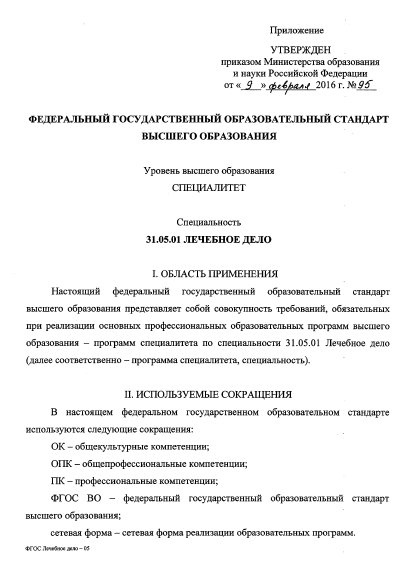 Приложение
УТВЕРЖДЕН
приказом Министерства образования
и науки Российской Федерации
от « 9 » февраля 2016 г. № 95
ФЕДЕРАЛЬНЫЙ ГОСУДАРСТВЕННЫЙ ОБРАЗОВАТЕЛЬНЫЙ СТАНДАРТ
ВЫСШЕГО ОБРАЗОВАНИЯ
Уровень высшего образования
СПЕЦИАЛИТЕТ
Специальность
31.05.01 ЛЕЧЕБНОЕ ДЕЛО
I. ОБЛАСТЬ ПРИМЕНЕНИЯ
Настоящий федеральный государственный образовательный стандарт
высшего образования представляет собой совокупность требований, обязательных
при реализации основных профессиональных образовательных программ высшего
образования – программ специалитета по специальности 31.05.01 Лечебное дело
(далее соответственно – программа специалитета, специальность).
II. ИСПОЛЬЗУЕМЫЕ СОКРАЩЕНИЯ
В настоящем федеральном государственном образовательном стандарте
используются следующие сокращения:
ОК – общекультурные компетенции;
ОПК – общепрофессиональные компетенции;
ПК – профессиональные компетенции;
ФГОС ВО – федеральный государственный образовательный стандарт
высшего образования;
сетевая форма – сетевая форма реализации образовательных программ.
ФГОС Лечебное дело – 05